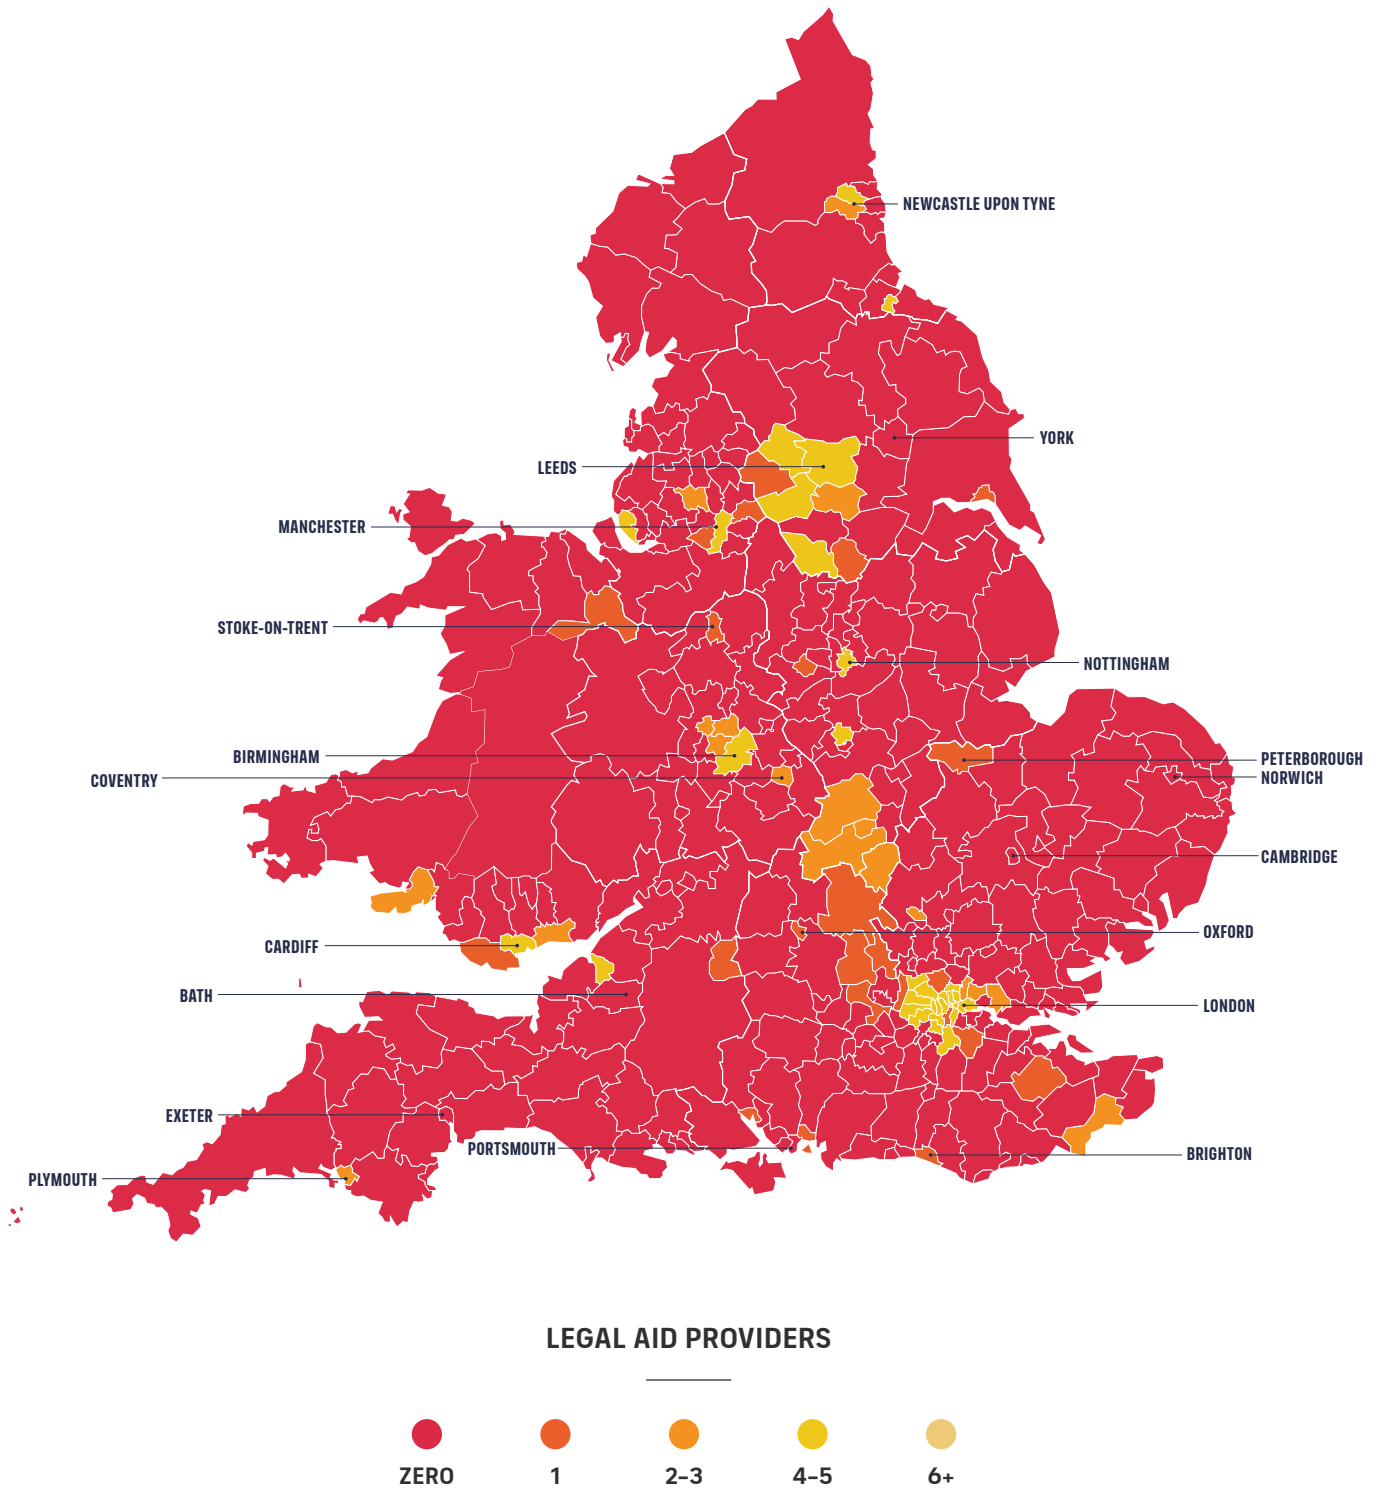 NEWCASTLE UPON TYNE
YORK
LEEDS
MANCHESTER
STOKE-ON-TRENT
NOTTINGHAM
BIRMINGHAM
PETERBOROUGH
COVENTRY
NORWICH
CAMBRIDGE
OXFORD
CARDIFF
BATH
LONDON
EXETER
PORTSMOUTH
BRIGHTON
PLYMOUTH
LEGAL AID PROVIDERS
ZERO
1
2–3
4–5
6+